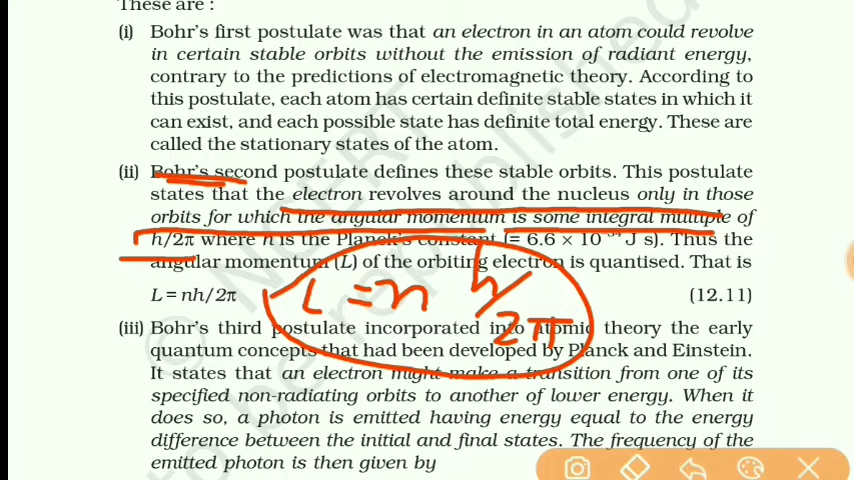 These are :
(i) Bohr's first postulate was that an electron in an atom could revolve
in certain stable orbits without the emission of radiant energy,
contrary to the predictions of electromagnetic theory. According to
this postulate, each atom has certain definite stable states in which it
can exist, and each possible state has definite total energy. These are
called the stationary states of the atom.
(ii) Bohr's second postulate defines these stable orbits. This postulate
states that the electron revolves around the nucleus only in those
orbits for which the angular momentum is some integral multiple of
h/2π where h is the Planck's constant (= 6.6 × 10⁻³⁴ J s). Thus the
angular momentum (L) of the orbiting electron is quantised. That is
L = nh/2π (12.11)
L = n h/2π
(iii) Bohr's third postulate incorporated into atomic theory the early
quantum concepts that had been developed by Planck and Einstein.
It states that an electron might make a transition from one of its
specified non-radiating orbits to another of lower energy. When it
does so, a photon is emitted having energy equal to the energy
difference between the initial and final states. The frequency of the
emitted photon is then given by
© NCERT
to be republished